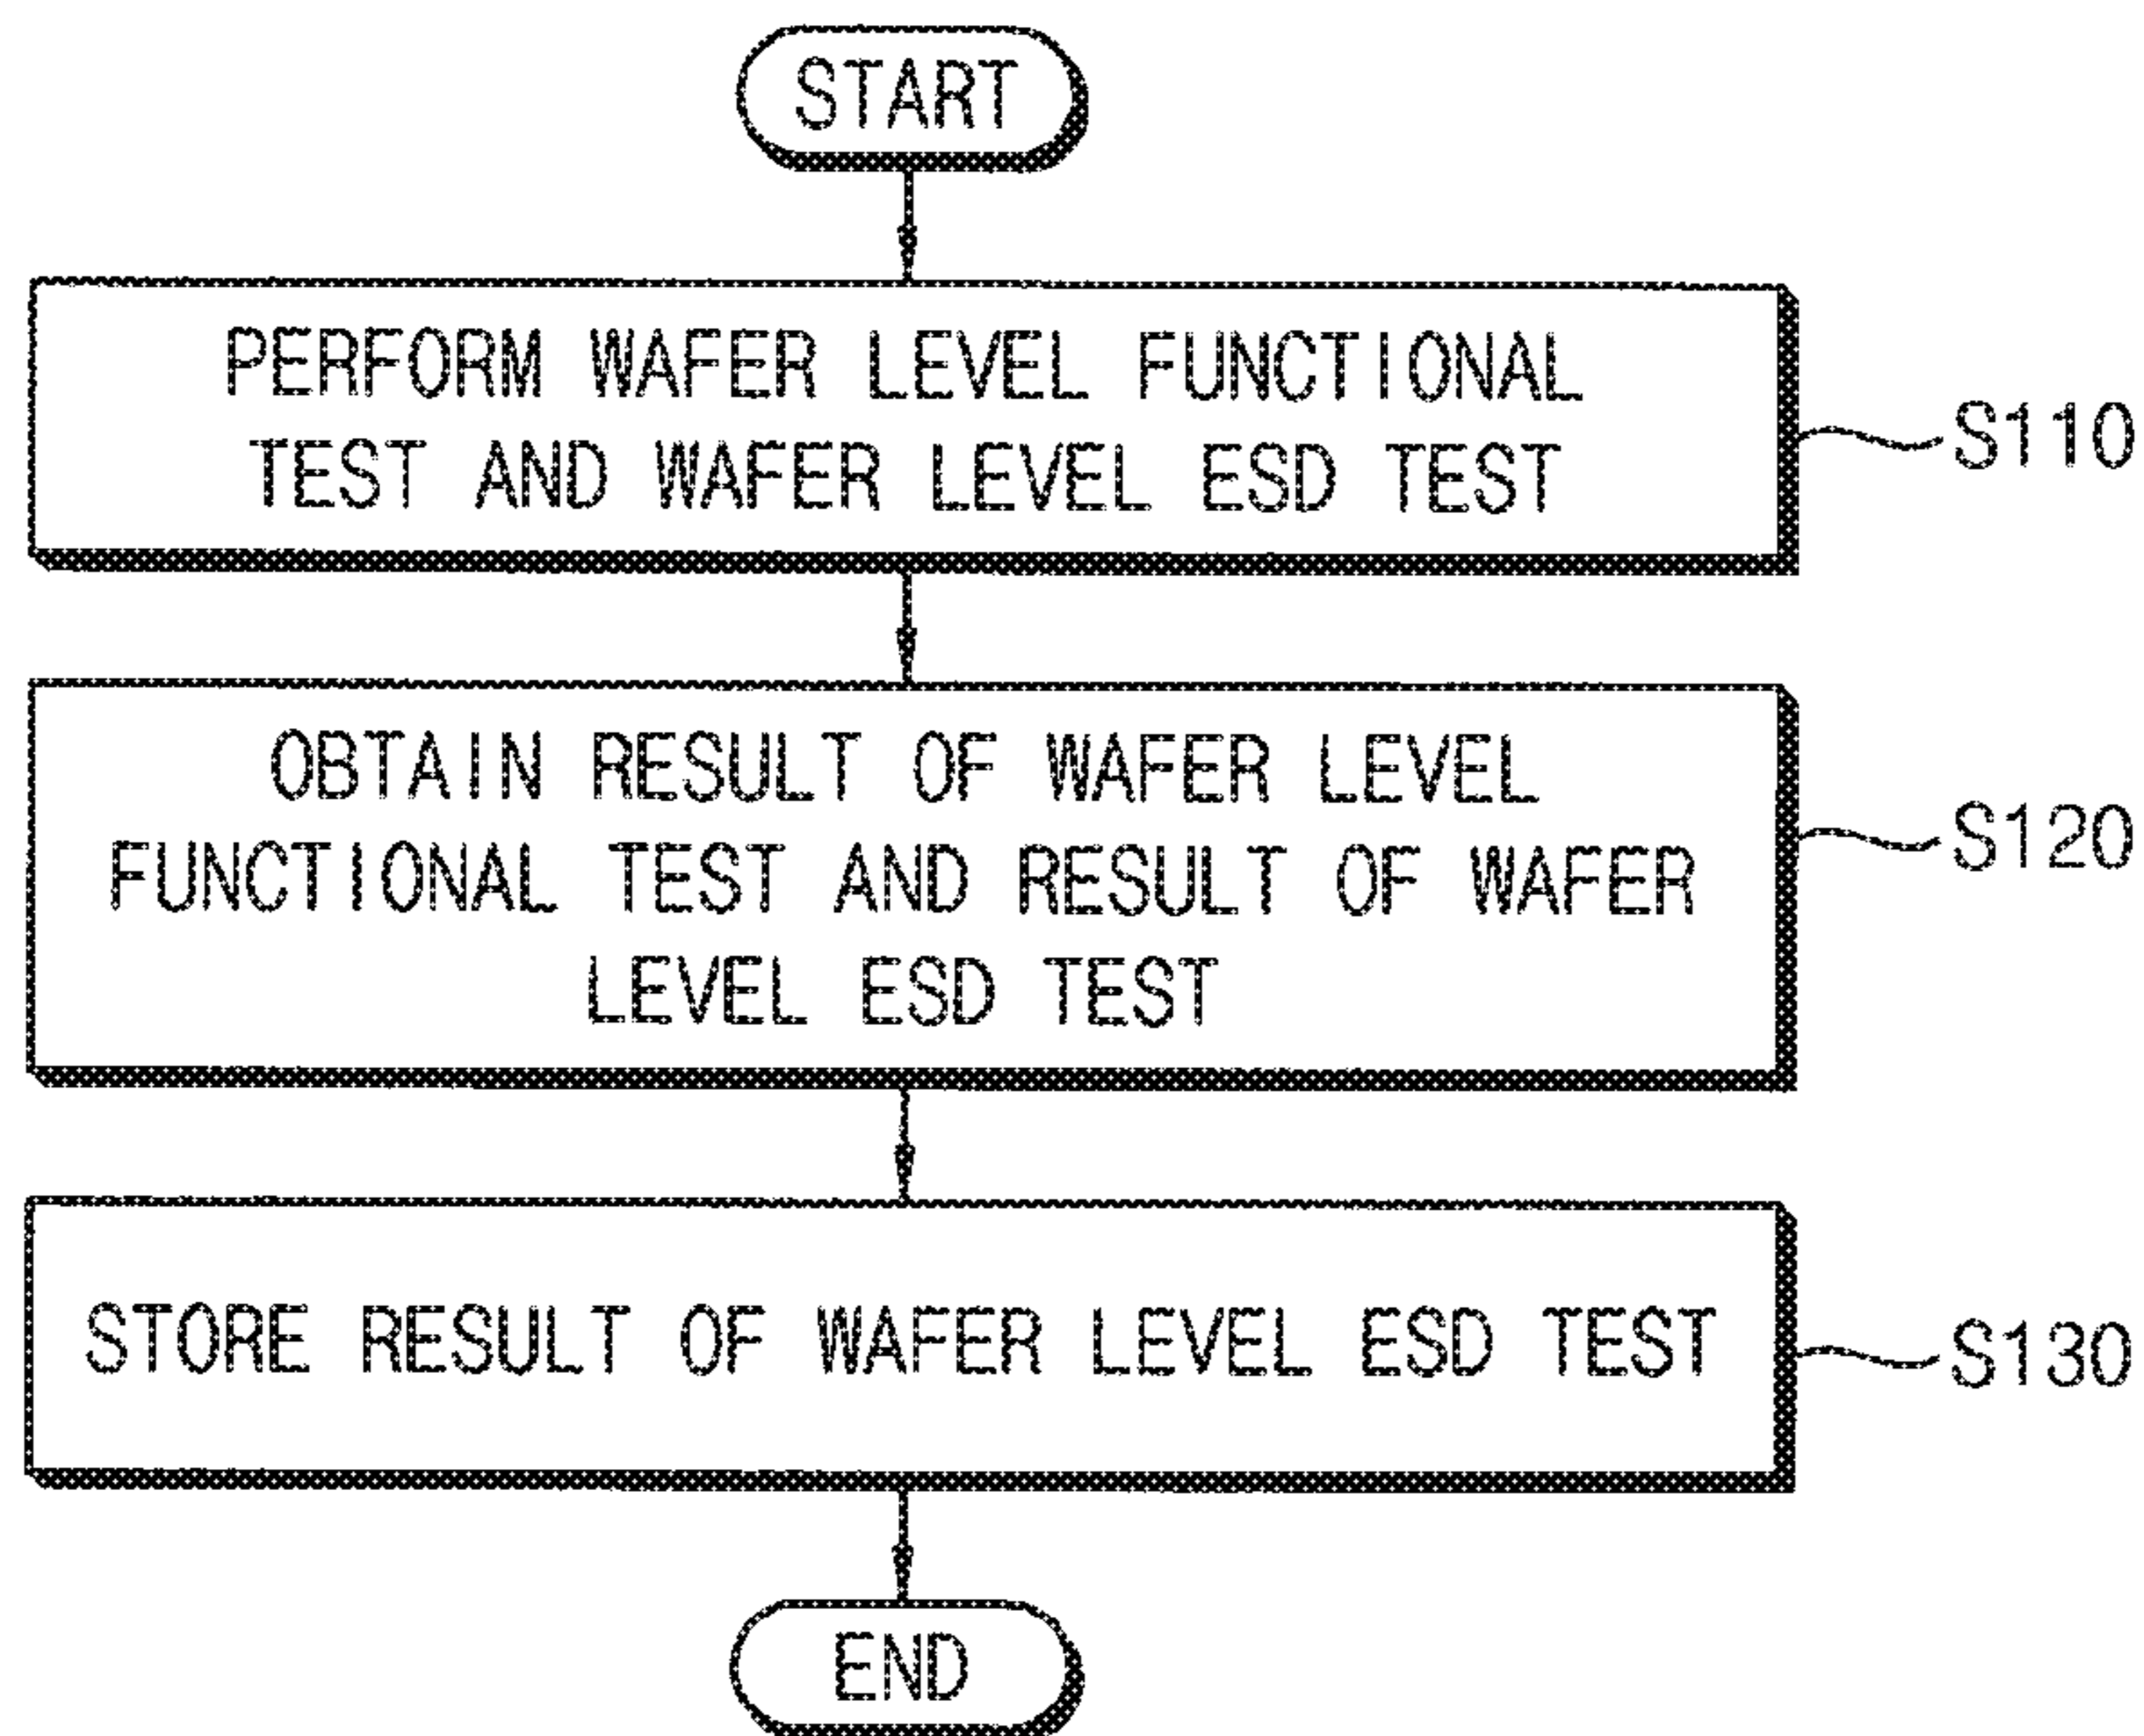 START
PERFORM WAFER LEVEL FUNCTIONAL
TEST AND WAFER LEVEL ESD TEST
S110
OBTAIN RESULT OF WAFER LEVEL
FUNCTIONAL TEST AND RESULT OF WAFER
LEVEL ESD TEST
S120
STORE RESULT OF WAFER LEVEL ESD TEST
S130
END